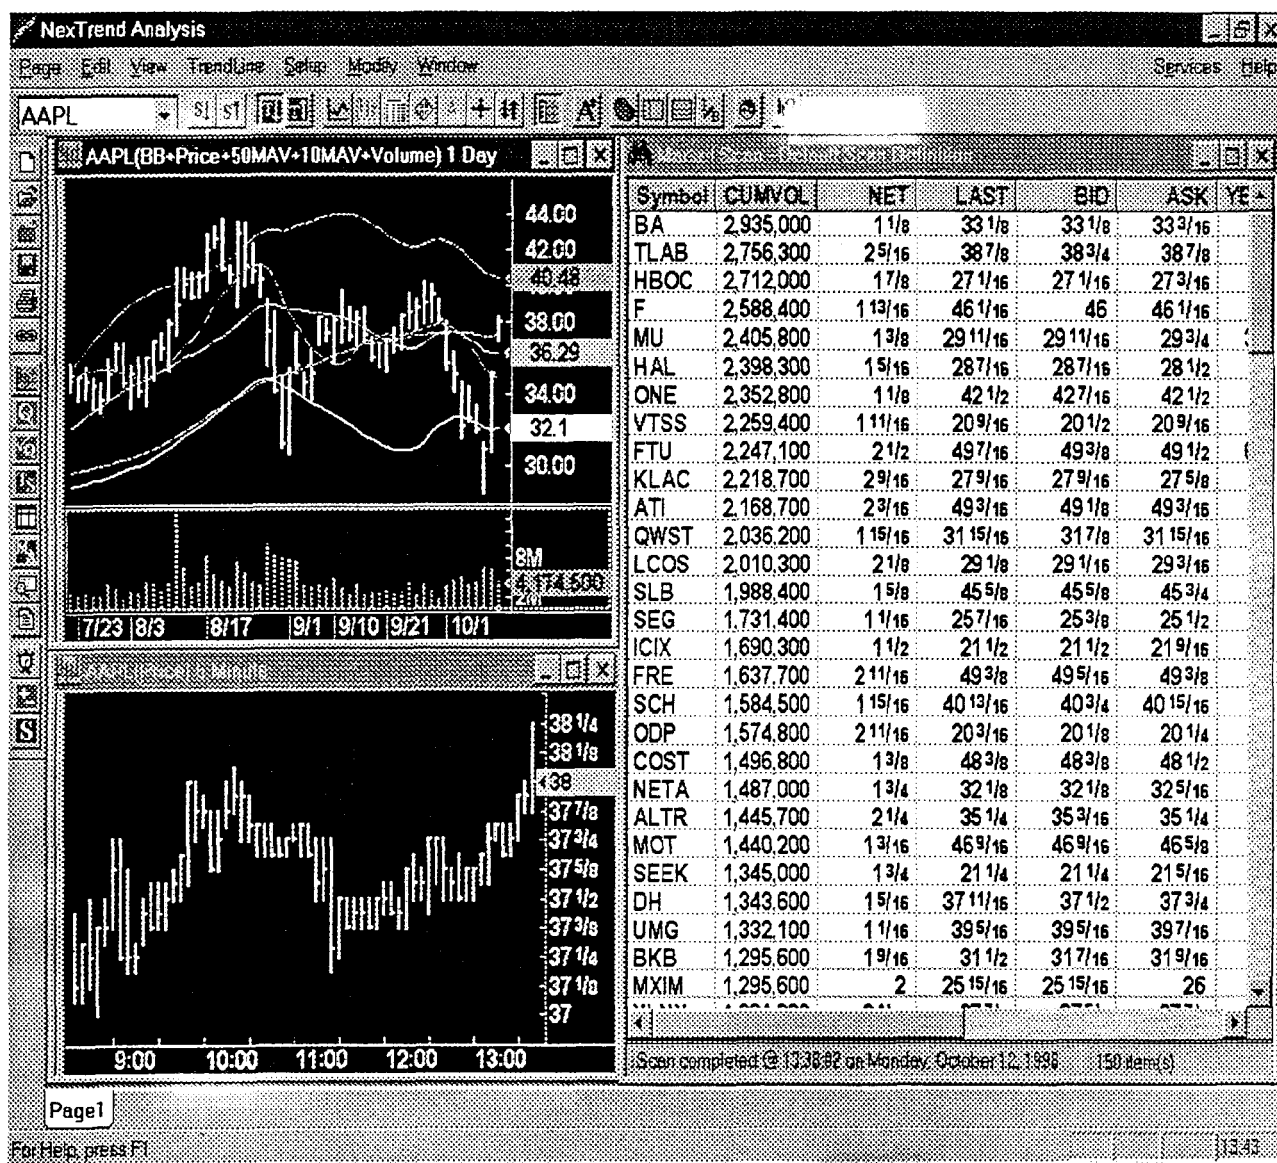 NexTrend Analysis
Page Edit View TrendLine Setup Modify Window Services Help
AAPL
AAPL(BB+Price+50MAV+10MAV+Volume) 1 Day
44.00
42.00
40.48
38.00
36.29
34.00
32.1
30.00
8M
2M
7/23 8/3 8/17 9/1 9/10 9/21 10/1
38 1/4
38 1/8
38
37 7/8
37 3/4
37 5/8
37 1/2
37 3/8
37 1/4
37 1/8
37
9:00 10:00 11:00 12:00 13:00
Symbol CUMVOL NET LAST BID ASK YE
BA 2,935,000 1 1/8 33 1/8 33 1/8 33 3/16
TLAB 2,756,300 2 5/16 38 7/8 38 3/4 38 7/8
HBOC 2,712,000 1 7/8 27 1/16 27 1/16 27 3/16
F 2,588,400 1 13/16 46 1/16 46 46 1/16
MU 2,405,800 1 3/8 29 11/16 29 11/16 29 3/4
HAL 2,398,300 1 5/16 28 7/16 28 7/16 28 1/2
ONE 2,352,800 1 1/8 42 1/2 42 7/16 42 1/2
VTSS 2,259,400 1 11/16 20 9/16 20 1/2 20 9/16
FTU 2,247,100 2 1/2 49 7/16 49 3/8 49 1/2
KLAC 2,218,700 2 9/16 27 9/16 27 9/16 27 5/8
ATI 2,168,700 2 3/16 49 3/16 49 1/8 49 3/16
QWST 2,036,200 1 15/16 31 15/16 31 7/8 31 15/16
LCOS 2,010,300 2 1/8 29 1/8 29 1/16 29 3/16
SLB 1,988,400 1 5/8 45 5/8 45 5/8 45 3/4
SEG 1,731,400 1 1/16 25 7/16 25 3/8 25 1/2
ICIX 1,690,300 1 1/2 21 1/2 21 1/2 21 9/16
FRE 1,637,700 2 11/16 49 3/8 49 5/16 49 3/8
SCH 1,584,500 1 15/16 40 13/16 40 3/4 40 15/16
ODP 1,574,800 2 11/16 20 3/16 20 1/8 20 1/4
COST 1,496,800 1 3/8 48 3/8 48 3/8 48 1/2
NETA 1,487,000 1 3/4 32 1/8 32 1/8 32 5/16
ALTR 1,445,700 2 1/4 35 1/4 35 3/16 35 1/4
MOT 1,440,200 1 3/16 46 9/16 46 9/16 46 5/8
SEEK 1,345,000 1 3/4 21 1/4 21 1/4 21 5/16
DH 1,343,600 1 5/16 37 11/16 37 1/2 37 3/4
UMG 1,332,100 1 1/16 39 5/16 39 5/16 39 7/16
BKB 1,295,600 1 9/16 31 1/2 31 7/16 31 9/16
MXIM 1,295,600 2 25 15/16 25 15/16 26
Scan completed @ on Monday, October 12, 1998 50 item(s)
Page1
For Help, press F1
13:43